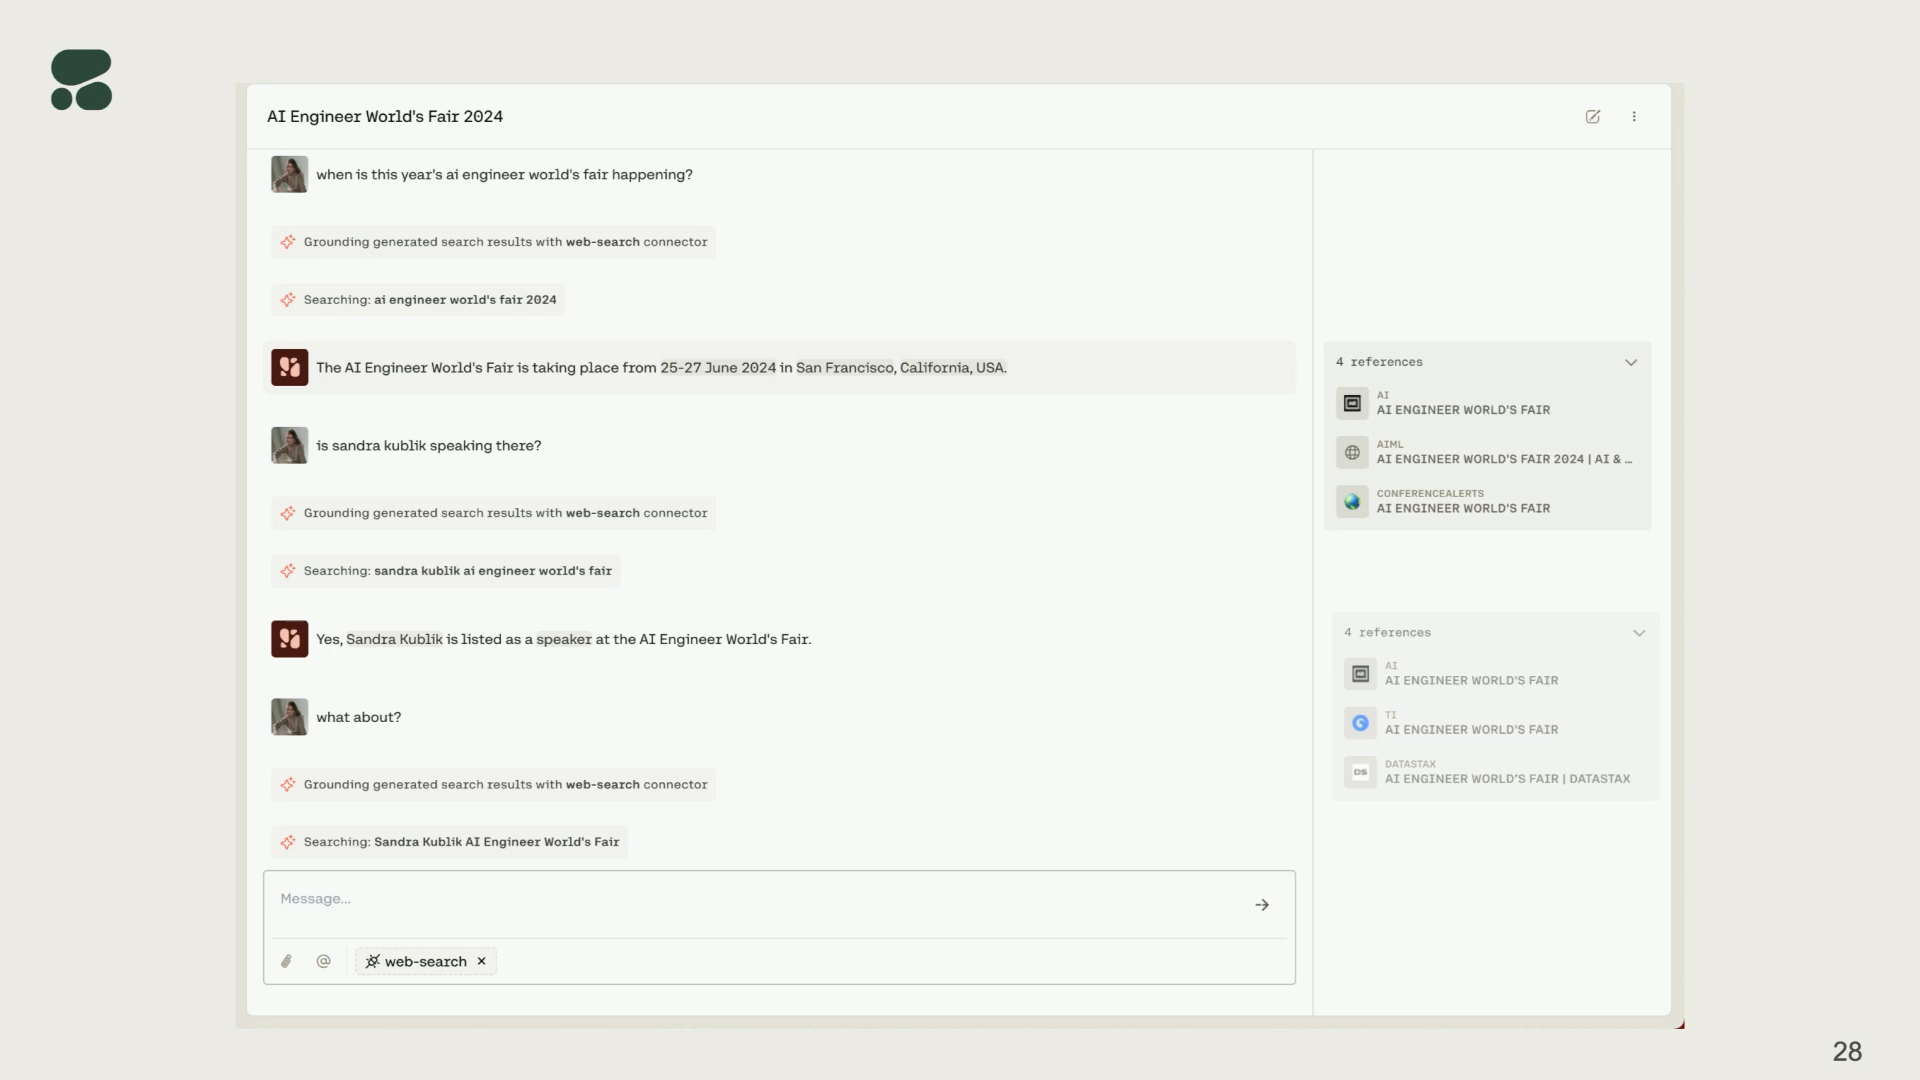 AI Engineer World's Fair 2024
when is this year's ai engineer world's fair happening?
Grounding generated search results with web-search connector
Searching: ai engineer world's fair 2024
The AI Engineer World's Fair is taking place from 25-27 June 2024 in San Francisco, California, USA.
4 references
AI
AI ENGINEER WORLD'S FAIR
AIML
AI ENGINEER WORLD'S FAIR 2024 | AI & ...
CONFERENCEALERTS
AI ENGINEER WORLD'S FAIR
is sandra kublik speaking there?
Grounding generated search results with web-search connector
Searching: sandra kublik ai engineer world's fair
Yes, Sandra Kublik is listed as a speaker at the AI Engineer World's Fair.
4 references
AI
AI ENGINEER WORLD'S FAIR
TI
AI ENGINEER WORLD'S FAIR
DS
DATASTAX
AI ENGINEER WORLD'S FAIR | DATASTAX
what about?
Grounding generated search results with web-search connector
Searching: Sandra Kublik AI Engineer World's Fair
Message...
@ web-search ×
28